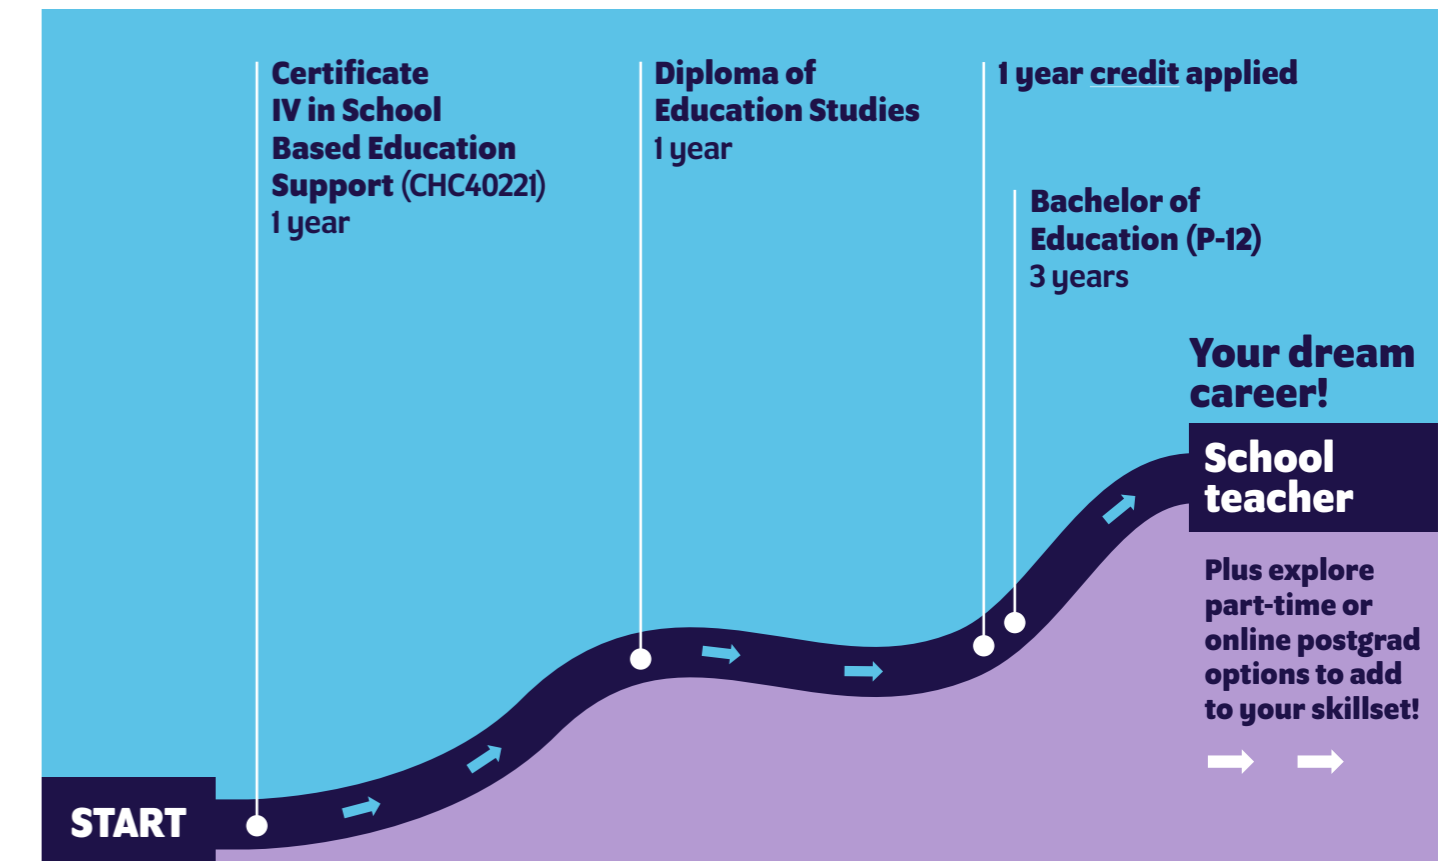 Certificate
IV in School
Based Education
Support (CHC40221)
1 year
Diploma of
Education Studies
1 year
1 year credit applied
Bachelor of
Education (P-12)
3 years
Your dream
career!
School
teacher
Plus explore
part-time or
online postgrad
options to add
to your skillset!
START